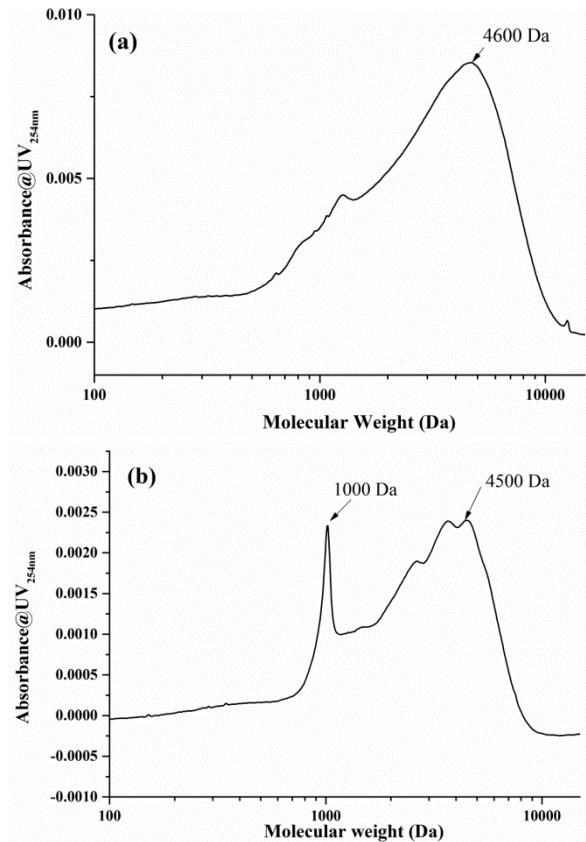 (a)
4600 Da
0.010
0.005
0.000
Absorbance@UV254nm
100
1000
10000
Molecular Weight (Da)
(b)
1000 Da
4500 Da
0.0030
0.0025
0.0020
0.0015
0.0010
0.0005
0.0000
-0.0005
-0.0010
Absorbance@UV254nm
100
1000
10000
Molecular weight (Da)